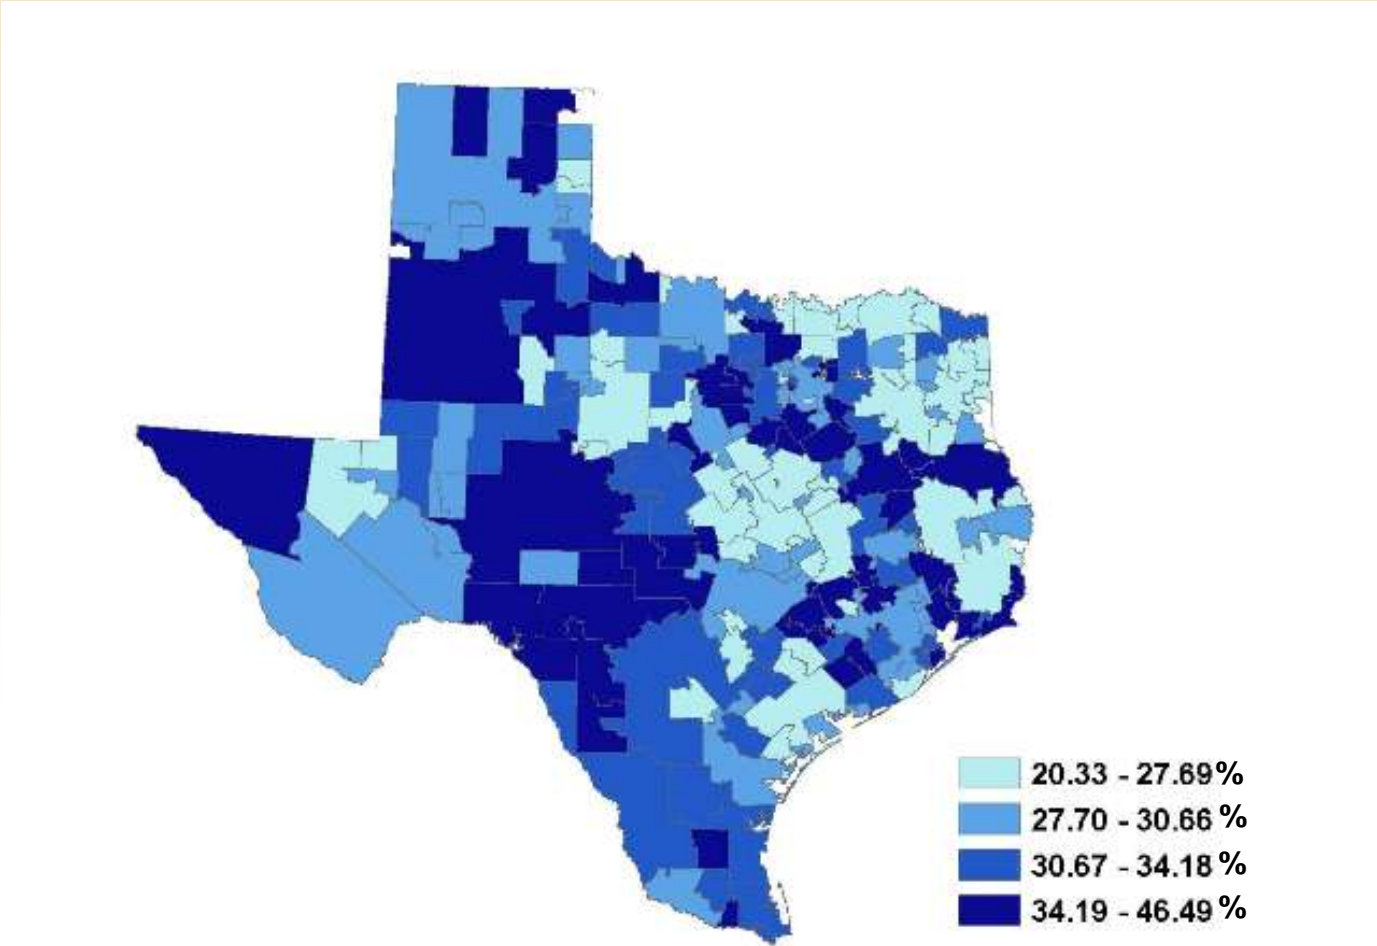 20.33 - 27.69%
27.70 - 30.66 %
30.67 - 34.18 %
34.19 - 46.49 %